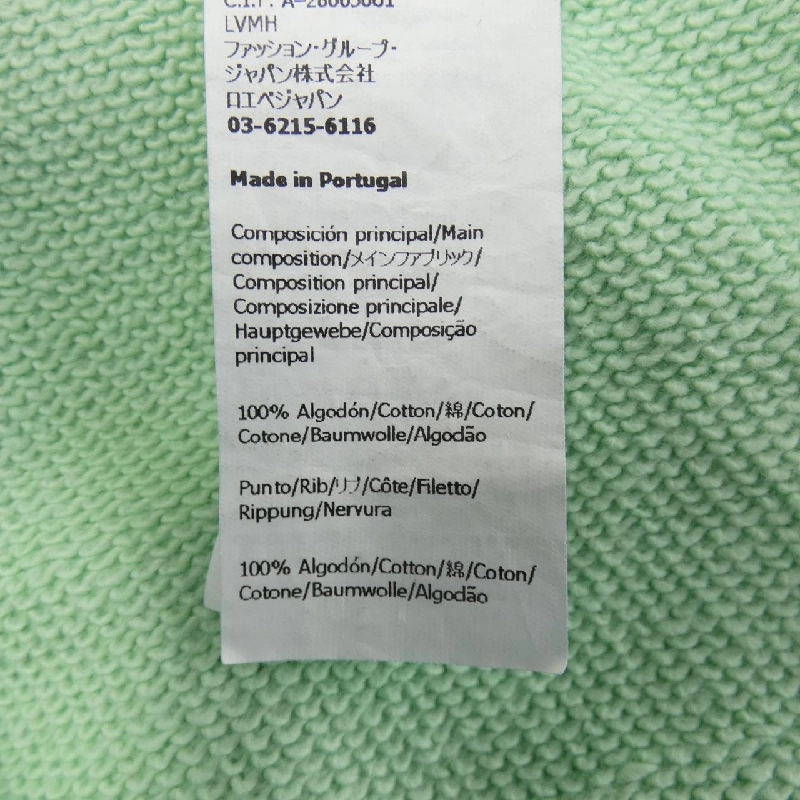 C.I.F. A-28003861
LVMH
ファッション・グループ・
ジャパン株式会社
ロエベジャパン
03-6215-6116
Made in Portugal
Composición principal/Main
composition/メインファブリック/
Composition principal/
Composizione principale/
Hauptgewebe/Composição
principal
100% Algodón/Cotton/綿/Coton/
Cotone/Baumwolle/Algodão
Punto/Rib/リブ/Côte/Filetto/
Rippung/Nervura
100% Algodón/Cotton/綿/Coton/
Cotone/Baumwolle/Algodão